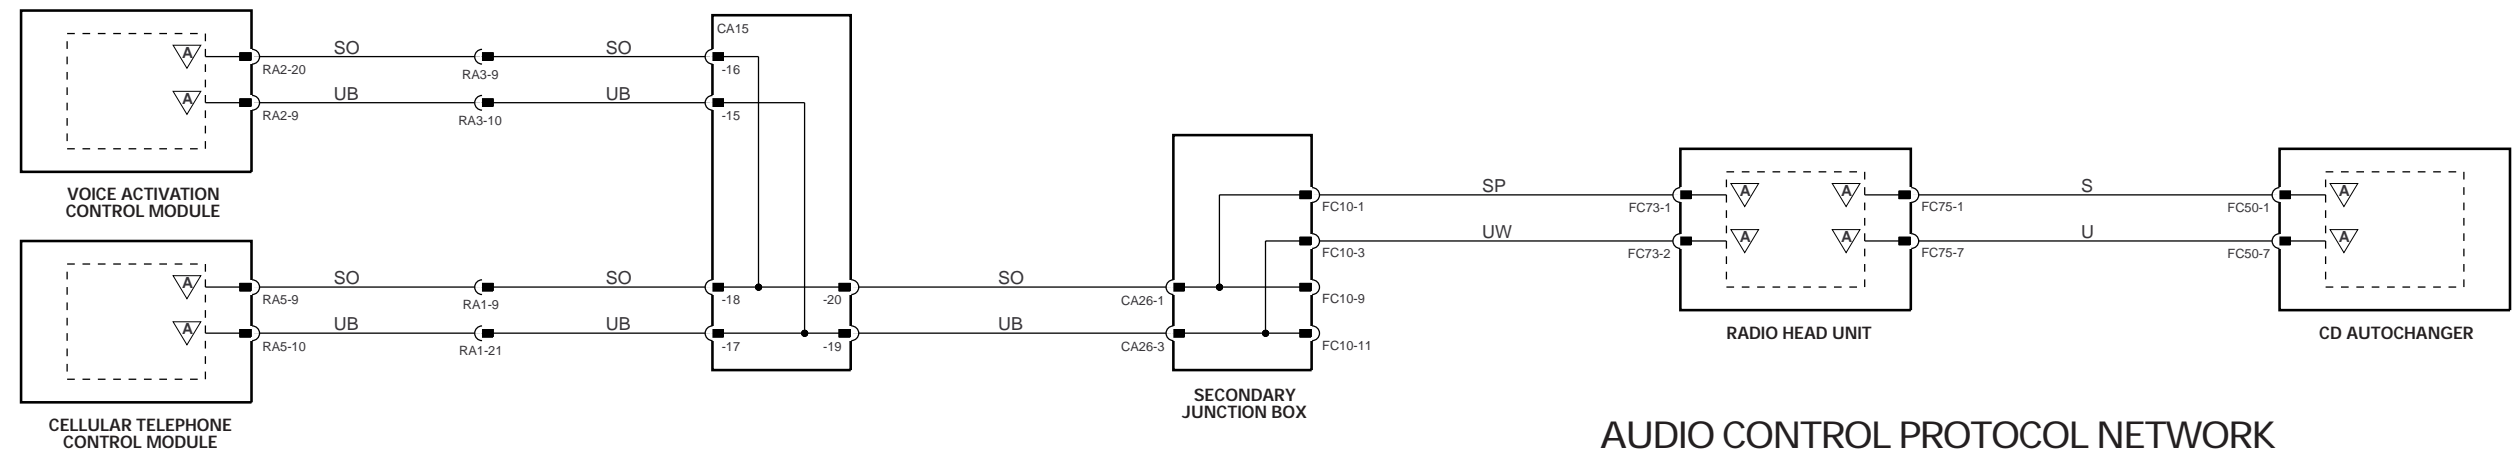 CA15
A SO SO
RA2-20 RA3-9 -16
A UB UB
RA2-9 RA3-10 -15
VOICE ACTIVATION
CONTROL MODULE
A SO SO SO
RA5-9 RA1-9 -18 -20 CA26-1
A UB UB UB
RA5-10 RA1-21 -17 -19 CA26-3
CELLULAR TELEPHONE
CONTROL MODULE
SP A A S A
FC10-1 FC73-1 FC75-1 FC50-1
UW A A U A
FC10-3 FC73-2 FC75-7 FC50-7
FC10-9
FC10-11
SECONDARY
JUNCTION BOX
RADIO HEAD UNIT
CD AUTOCHANGER
AUDIO CONTROL PROTOCOL NETWORK